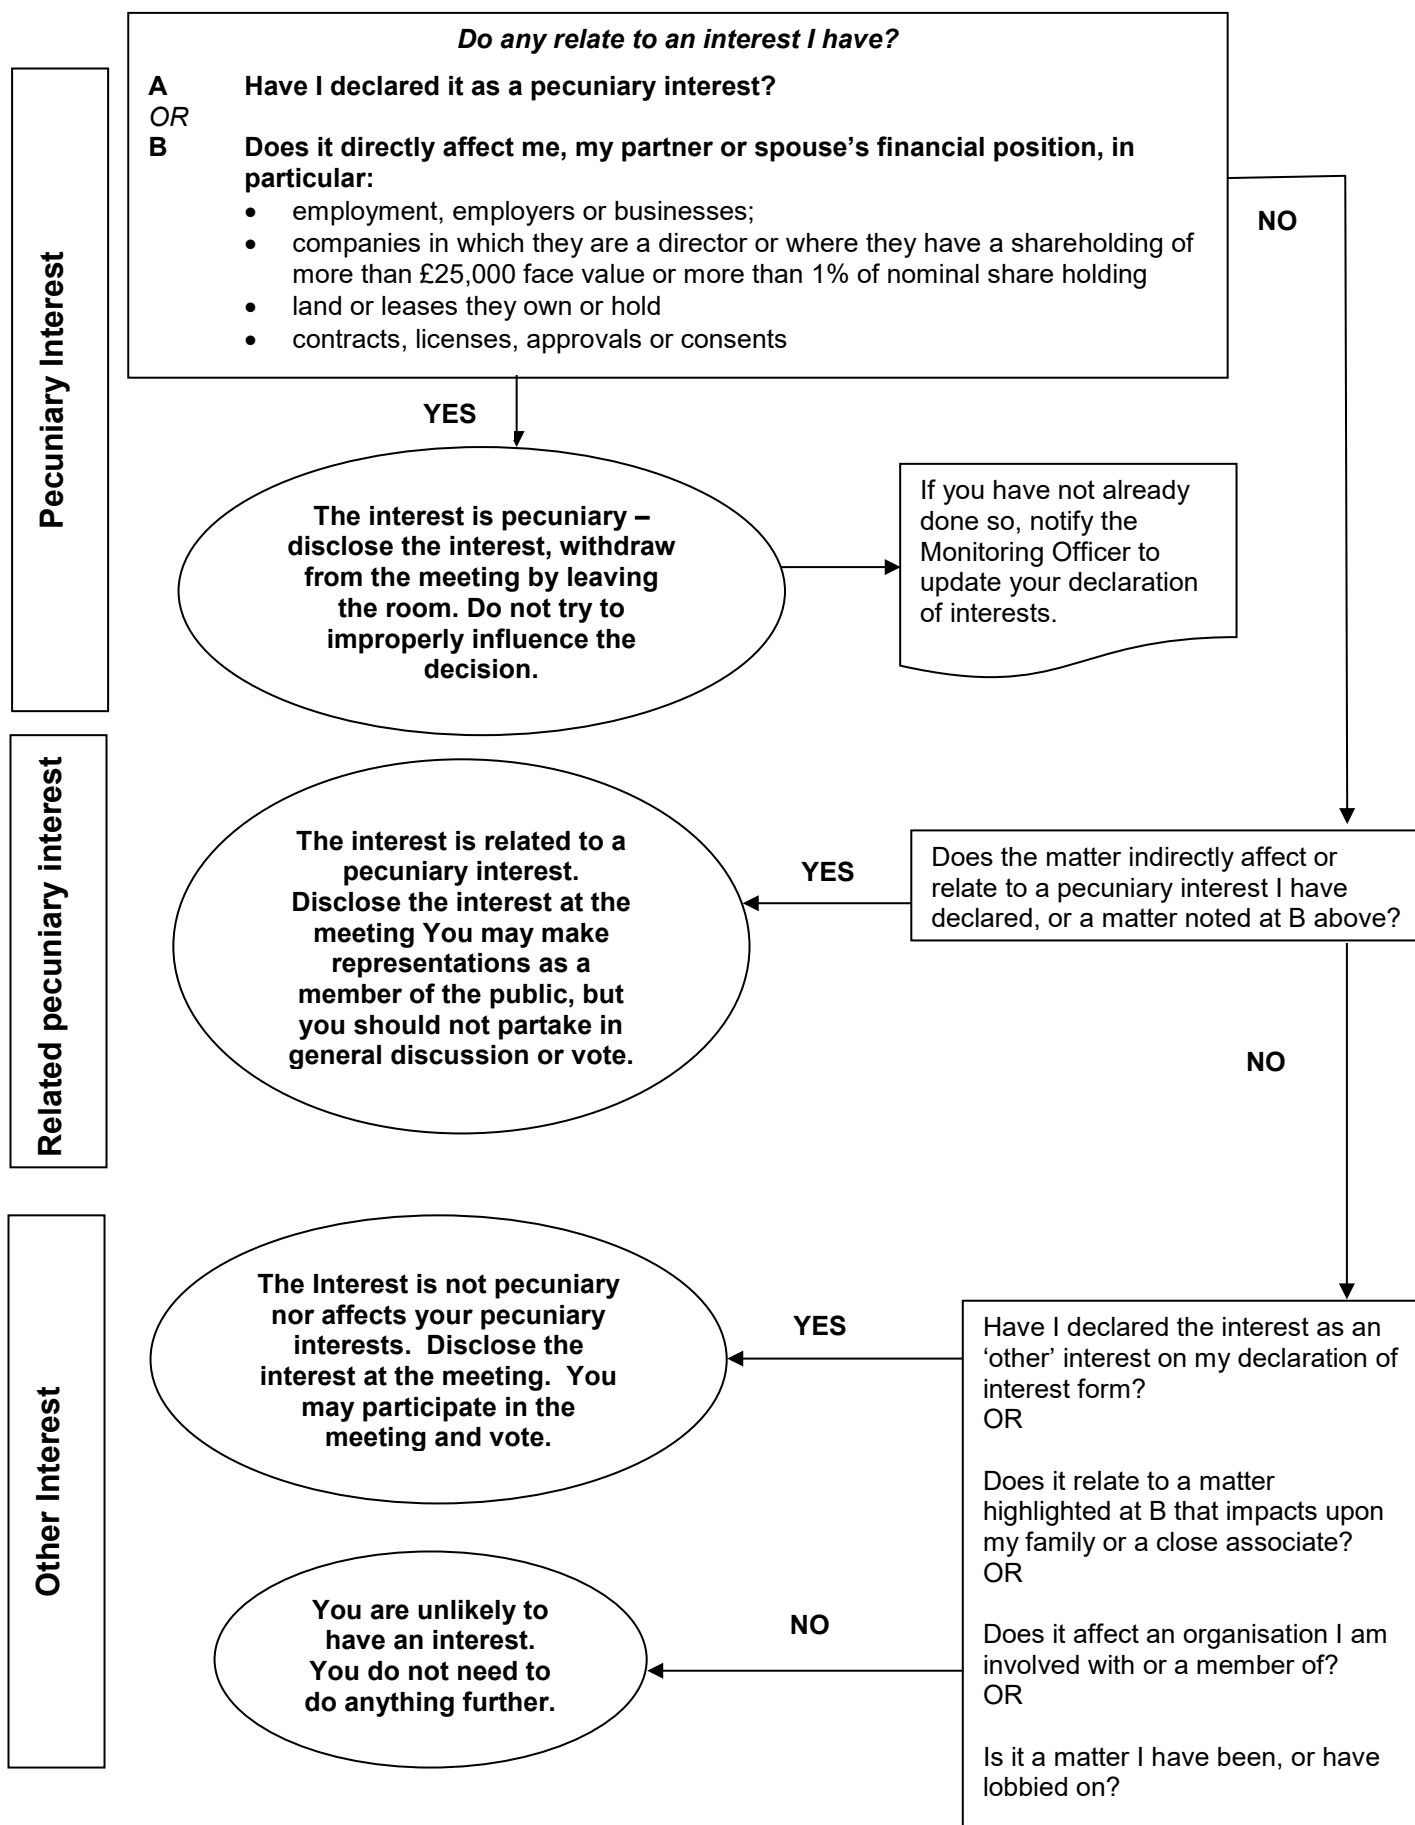 Do any relate to an interest I have?
A Have I declared it as a pecuniary interest?
OR
B Does it directly affect me, my partner or spouse’s financial position, in
particular:
• employment, employers or businesses;
• companies in which they are a director or where they have a shareholding of
more than £25,000 face value or more than 1% of nominal share holding
• land or leases they own or hold
• contracts, licenses, approvals or consents
NO
Pecuniary Interest
YES
The interest is pecuniary –
disclose the interest, withdraw
from the meeting by leaving
the room. Do not try to
improperly influence the
decision.
If you have not already
done so, notify the
Monitoring Officer to
update your declaration
of interests.
Related pecuniary interest
The interest is related to a
pecuniary interest.
Disclose the interest at the
meeting You may make
representations as a
member of the public, but
you should not partake in
general discussion or vote.
YES
Does the matter indirectly affect or
relate to a pecuniary interest I have
declared, or a matter noted at B above?
NO
Other Interest
The Interest is not pecuniary
nor affects your pecuniary
interests. Disclose the
interest at the meeting. You
may participate in the
meeting and vote.
YES
Have I declared the interest as an
‘other’ interest on my declaration of
interest form?
OR
Does it relate to a matter
highlighted at B that impacts upon
my family or a close associate?
OR
Does it affect an organisation I am
involved with or a member of?
OR
Is it a matter I have been, or have
lobbied on?
NO
You are unlikely to
have an interest.
You do not need to
do anything further.